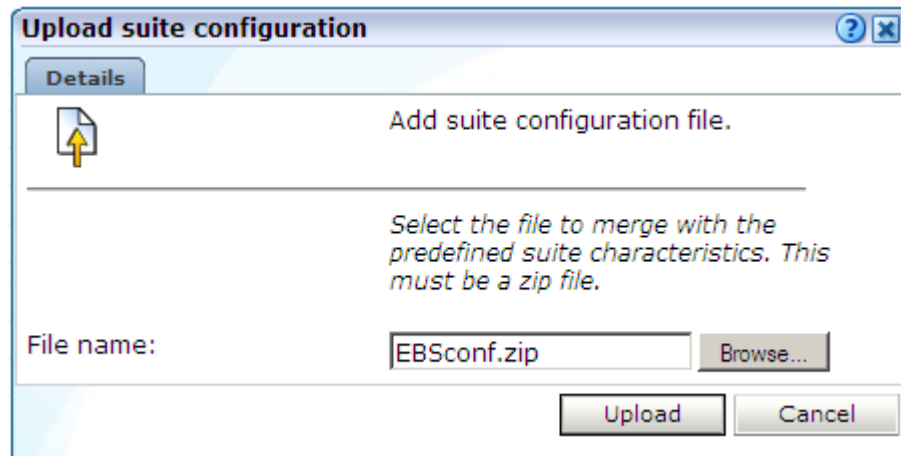 Upload suite configuration
Details
Add suite configuration file.
Select the file to merge with the
predefined suite characteristics. This
must be a zip file.
File name:
EBSconf.zip
Browse...
Upload
Cancel